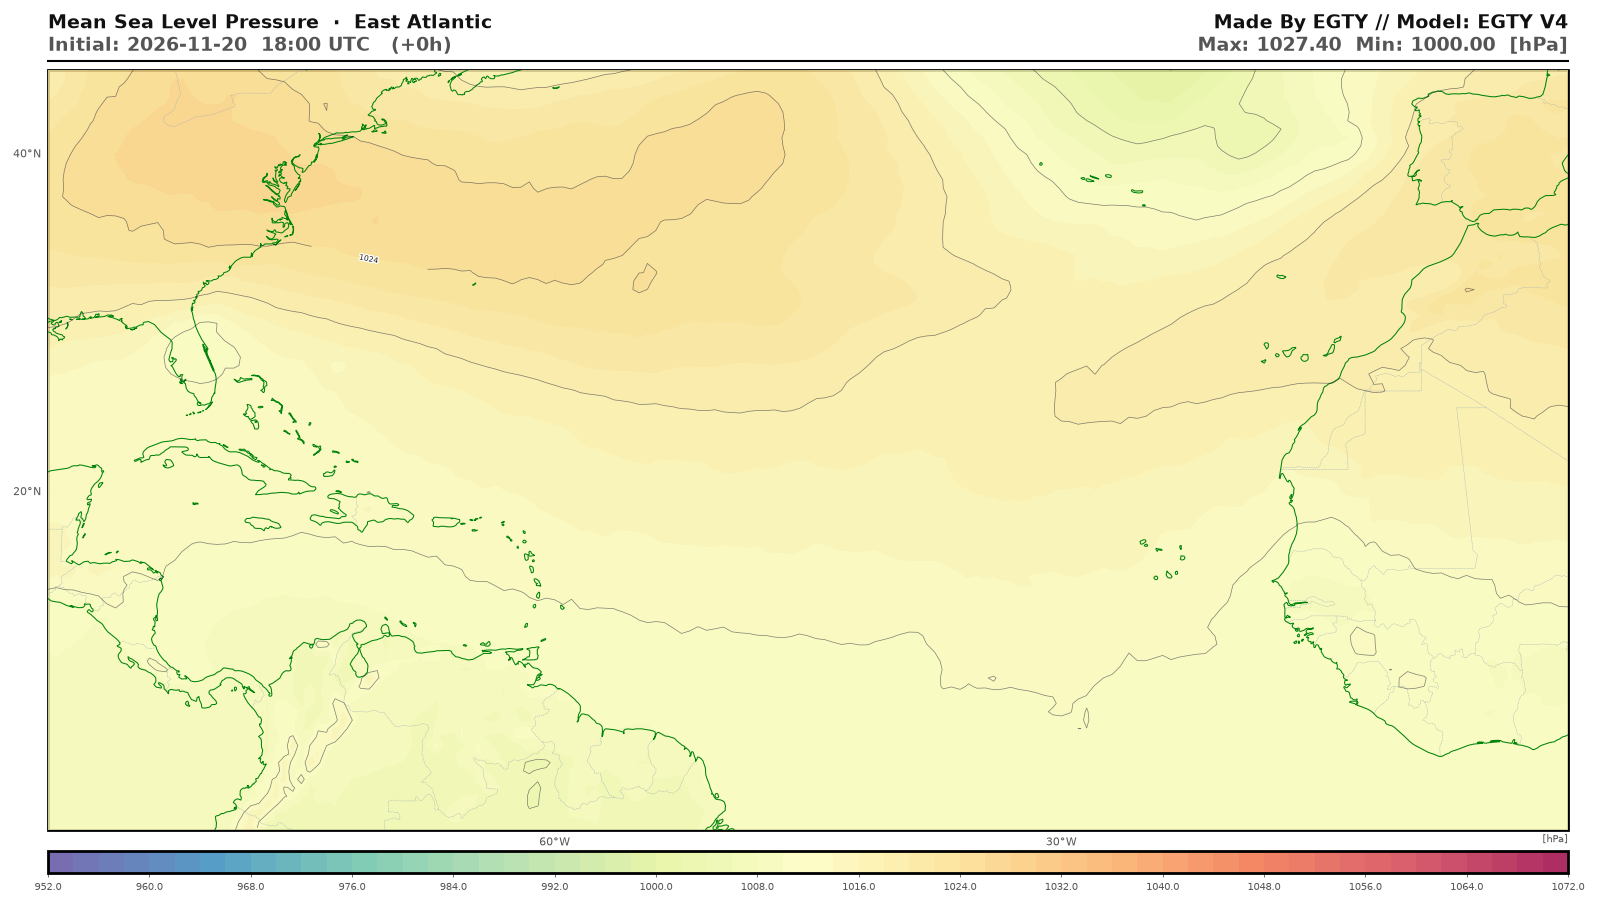 Mean Sea Level Pressure · East Atlantic
Made By EGTY // Model: EGTY V4
Initial: 2026-11-20 18:00 UTC (+0h)
Max: 1027.40 Min: 1000.00 [hPa]
40°N
1024
20°N
60°W
30°W
[hPa]
952.0 960.0 968.0 976.0 984.0 992.0 1000.0 1008.0 1016.0 1024.0 1032.0 1040.0 1048.0 1056.0 1064.0 1072.0